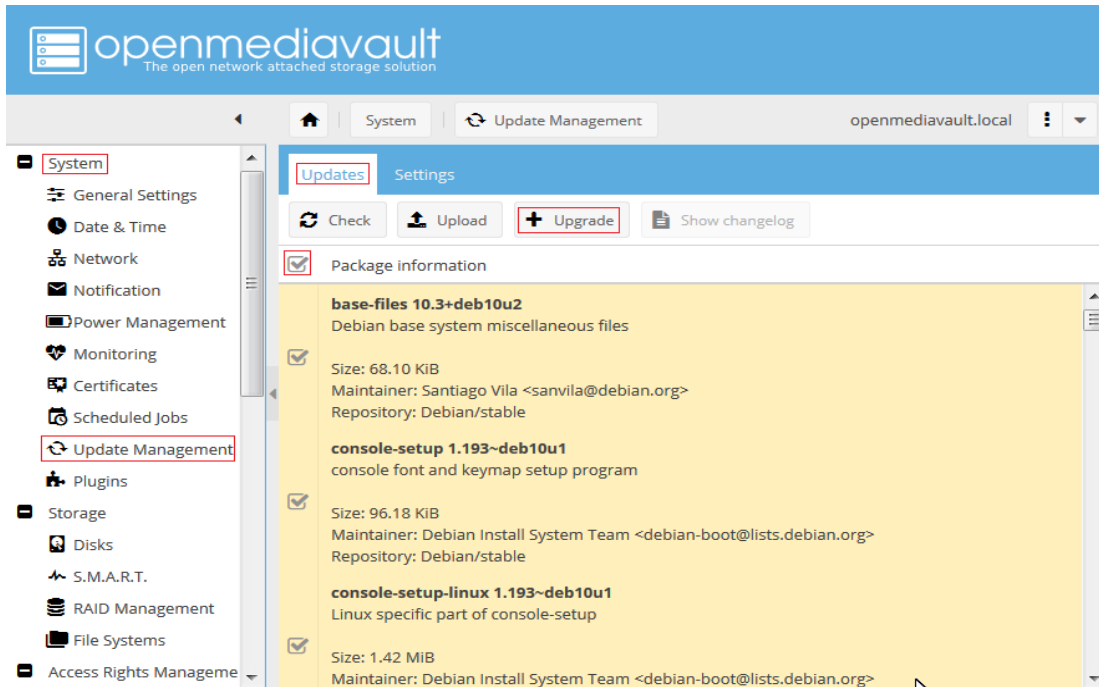 openmediavault
The open network attached storage solution
System
Update Management
openmediavault.local
System
General Settings
Date & Time
Network
Notification
Power Management
Monitoring
Certificates
Scheduled Jobs
Update Management
Plugins
Storage
Disks
S.M.A.R.T.
RAID Management
File Systems
Access Rights Manageme
Updates
Settings
Check
Upload
Upgrade
Show changelog
Package information
base-files 10.3+deb10u2
Debian base system miscellaneous files
Size: 68.10 KiB
Maintainer: Santiago Vila <sanvila@debian.org>
Repository: Debian/stable
console-setup 1.193~deb10u1
console font and keymap setup program
Size: 96.18 KiB
Maintainer: Debian Install System Team <debian-boot@lists.debian.org>
Repository: Debian/stable
console-setup-linux 1.193~deb10u1
Linux specific part of console-setup
Size: 1.42 MiB
Maintainer: Debian Install System Team <debian-boot@lists.debian.org>